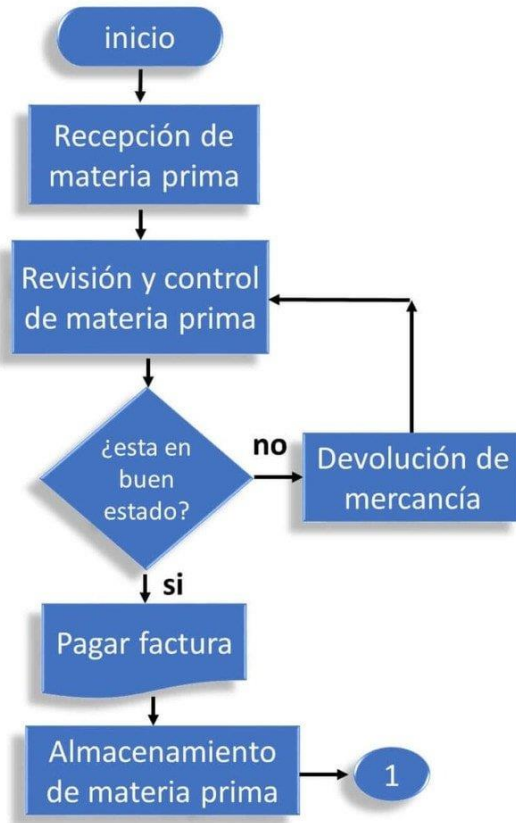 inicio
Recepción de
materia prima
Revisión y control
de materia prima
¿esta en
buen
estado?
no
Devolución de
mercancía
si
Pagar factura
Almacenamiento
de materia prima
1